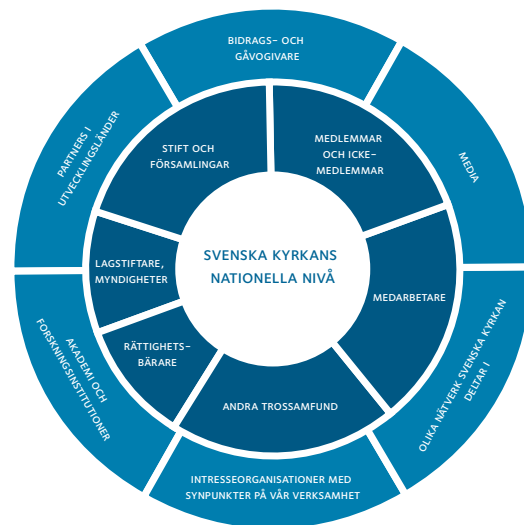 BIDRAGS- OCH
GÅVOGIVARE
MEDIA
OLIKA NÄTVERK SVENSKA KYRKAN
DELTAR I
INTRESSEORGANISATIONER MED
SYNPUNKTER PÅ VÅR VERKSAMHET
AKADEMI OCH
FORSKNINGSINSTITUTIONER
PARTNERS I
UTVECKLINGSLÄNDER
STIFT OCH
FÖRSAMLINGAR
MEDLEMMAR
OCH ICKE-
MEDLEMMAR
MEDARBETARE
ANDRA TROSSAMFUND
RÄTTIGHETS-
BÄRARE
LAGSTIFTARE,
MYNDIGHETER
SVENSKA KYRKANS
NATIONELLA NIVÅ